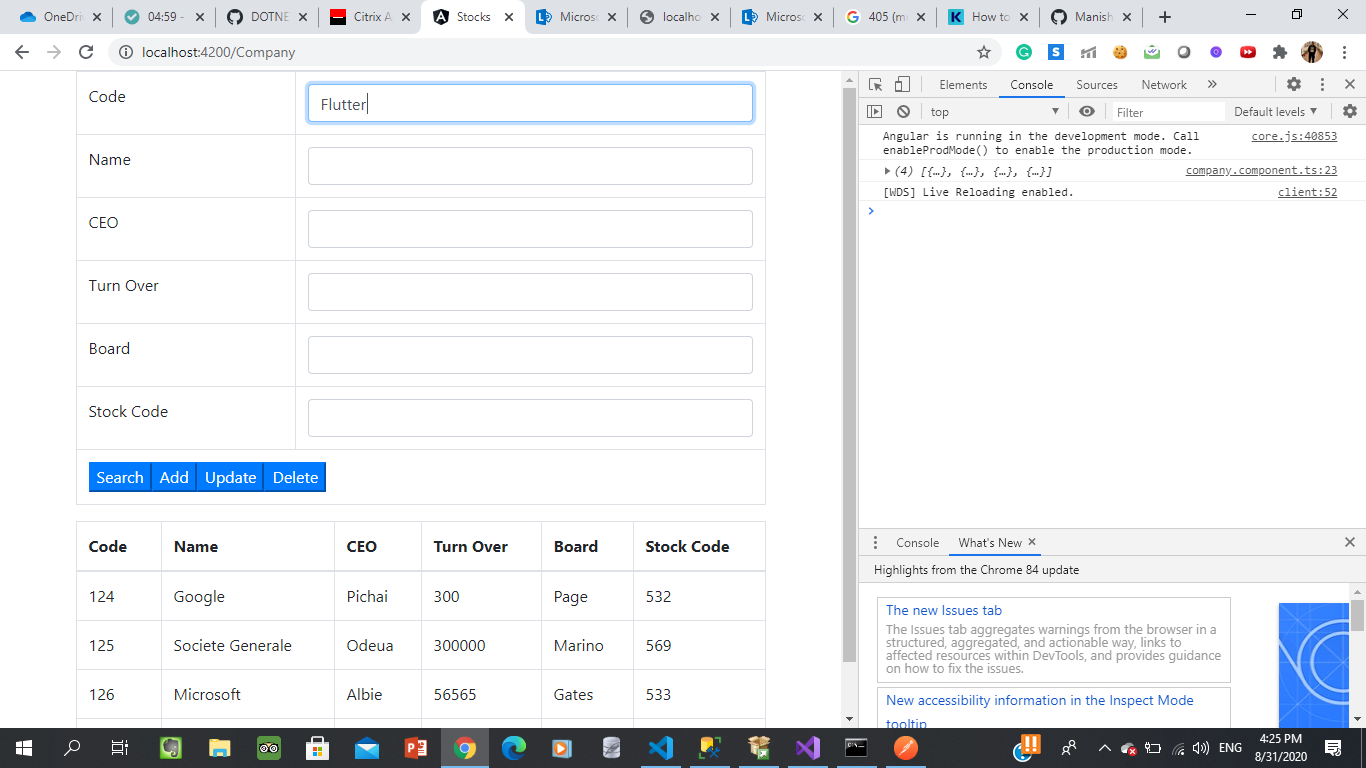 OneDri
04:59 -
DOTNE
Citrix A
Stocks
Micros
localho
Micros
405 (m
How to
Manish
localhost:4200/Company
Code
Flutter
Name
CEO
Turn Over
Board
Stock Code
Search Add Update Delete
Code Name CEO Turn Over Board Stock Code
124 Google Pichai 300 Page 532
125 Societe Generale Odeua 300000 Marino 569
126 Microsoft Albie 56565 Gates 533
Elements Console Sources Network »
top Filter Default levels ▼
Angular is running in the development mode. Call core.js:40853
enableProdMode() to enable the production mode.
(4) [{…}, {…}, {…}, {…}] company.component.ts:23
[WDS] Live Reloading enabled. client:52
Console What's New
Highlights from the Chrome 84 update
The new Issues tab
The Issues tab aggregates warnings from the browser in a
structured, aggregated, and actionable way, links to
affected resources within DevTools, and provides guidance
on how to fix the issues.
New accessibility information in the Inspect Mode
tooltip
ENG
4:25 PM
8/31/2020